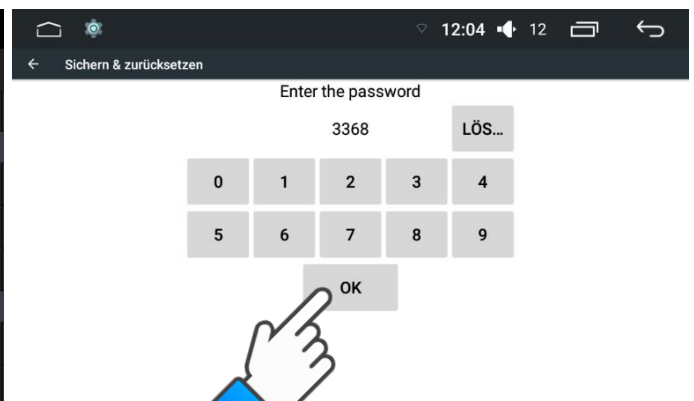 12:04 12
Sichern & zurücksetzen
Enter the password
3368 LÖS...
0 1 2 3 4
5 6 7 8 9
OK